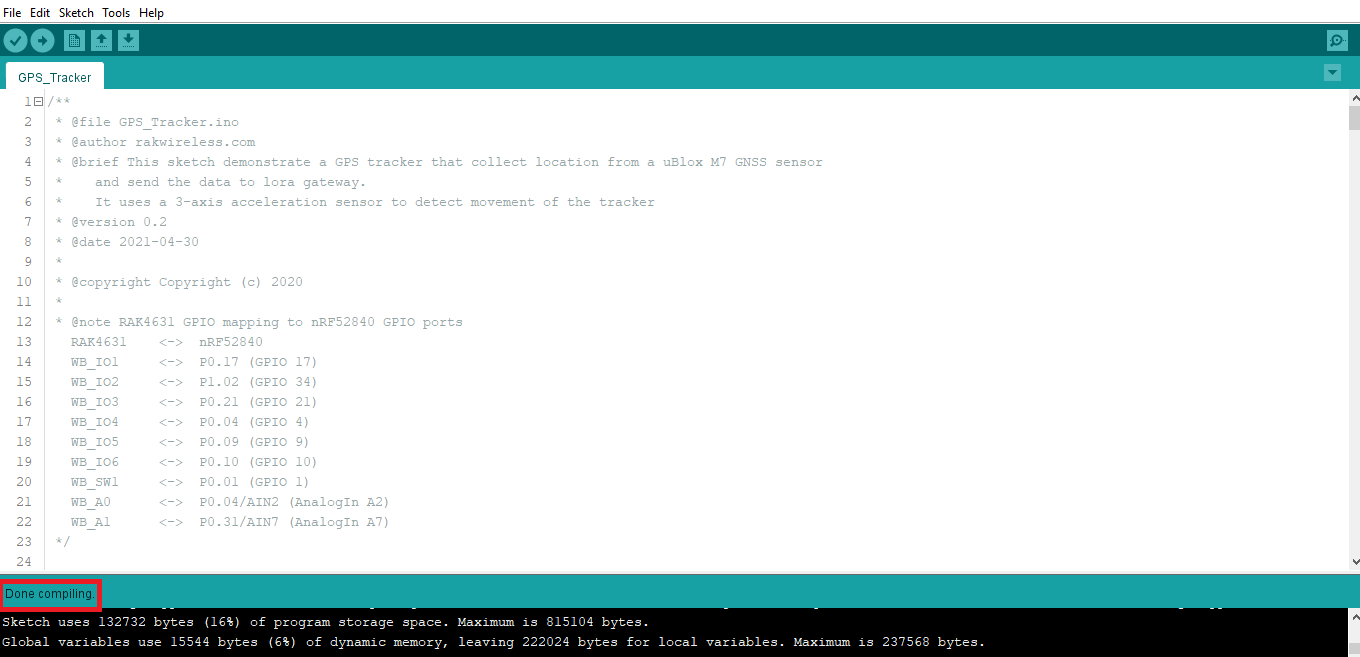 File Edit Sketch Tools Help
GPS_Tracker
1 /**
2 * @file GPS_Tracker.ino
3 * @author rakwireless.com
4 * @brief This sketch demonstrate a GPS tracker that collect location from a uBlox M7 GNSS sensor
5 * and send the data to lora gateway.
6 * It uses a 3-axis acceleration sensor to detect movement of the tracker
7 * @version 0.2
8 * @date 2021-04-30
9 *
10 * @copyright Copyright (c) 2020
11 *
12 * @note RAK4631 GPIO mapping to nRF52840 GPIO ports
13 RAK4631 <-> nRF52840
14 WB_IO1 <-> P0.17 (GPIO 17)
15 WB_IO2 <-> P1.02 (GPIO 34)
16 WB_IO3 <-> P0.21 (GPIO 21)
17 WB_IO4 <-> P0.04 (GPIO 4)
18 WB_IO5 <-> P0.09 (GPIO 9)
19 WB_IO6 <-> P0.10 (GPIO 10)
20 WB_SW1 <-> P0.01 (GPIO 1)
21 WB_A0 <-> P0.04/AIN2 (AnalogIn A2)
22 WB_A1 <-> P0.31/AIN7 (AnalogIn A7)
23 */
24
Done compiling.
Sketch uses 132732 bytes (16%) of program storage space. Maximum is 815104 bytes.
Global variables use 15544 bytes (6%) of dynamic memory, leaving 222024 bytes for local variables. Maximum is 237568 bytes.